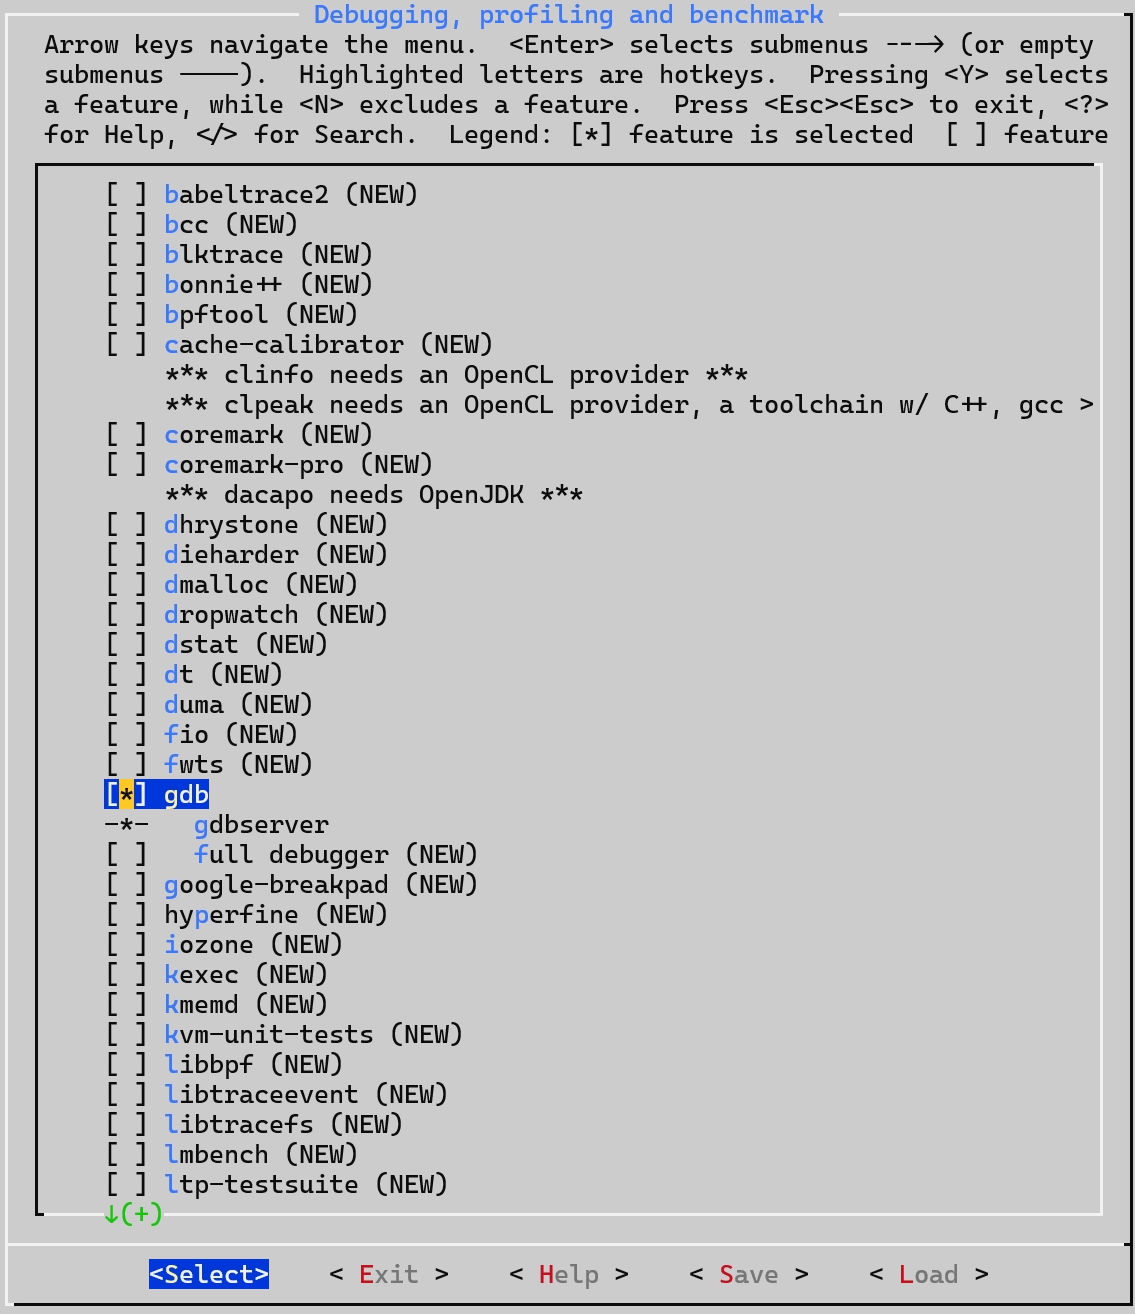 Debugging, profiling and benchmark
Arrow keys navigate the menu.  <Enter> selects submenus ---> (or empty
submenus ----).  Highlighted letters are hotkeys.  Pressing <Y> selects
a feature, while <N> excludes a feature.  Press <Esc><Esc> to exit, <?>
for Help, </> for Search.  Legend: [*] feature is selected  [ ] feature
[ ] babeltrace2 (NEW)
[ ] bcc (NEW)
[ ] blktrace (NEW)
[ ] bonnie++ (NEW)
[ ] bpftool (NEW)
[ ] cache-calibrator (NEW)
*** clinfo needs an OpenCL provider ***
*** clpeak needs an OpenCL provider, a toolchain w/ C++, gcc >
[ ] coremark (NEW)
[ ] coremark-pro (NEW)
*** dacapo needs OpenJDK ***
[ ] dhrystone (NEW)
[ ] dieharder (NEW)
[ ] dmalloc (NEW)
[ ] dropwatch (NEW)
[ ] dstat (NEW)
[ ] dt (NEW)
[ ] duma (NEW)
[ ] fio (NEW)
[ ] fwts (NEW)
[*] gdb
-*-   gdbserver
[ ]   full debugger (NEW)
[ ] google-breakpad (NEW)
[ ] hyperfine (NEW)
[ ] iozone (NEW)
[ ] kexec (NEW)
[ ] kmemd (NEW)
[ ] kvm-unit-tests (NEW)
[ ] libbpf (NEW)
[ ] libtraceevent (NEW)
[ ] libtracefs (NEW)
[ ] lmbench (NEW)
[ ] ltp-testsuite (NEW)
↓(+)
<Select>    < Exit >    < Help >    < Save >    < Load >